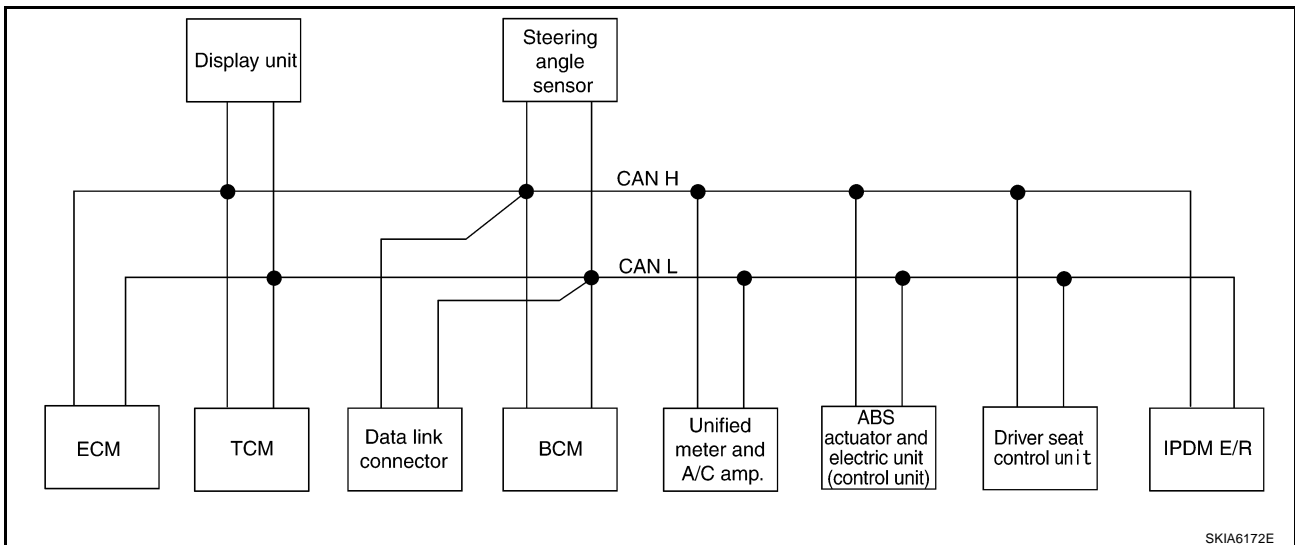 Display unit
Steering
angle
sensor
CAN H
CAN L
ECM
TCM
Data link
connector
BCM
Unified
meter and
A/C amp.
ABS
actuator and
electric unit
(control unit)
Driver seat
control unit
IPDM E/R
SKIA6172E